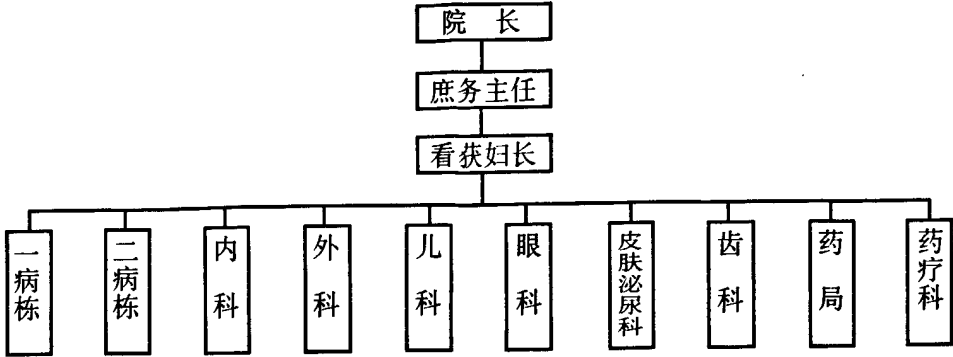 院 长
庶务主任
看获妇长
一病栋
二病栋
内科
外科
儿科
眼科
皮肤泌尿科
齿科
药局
药疗科